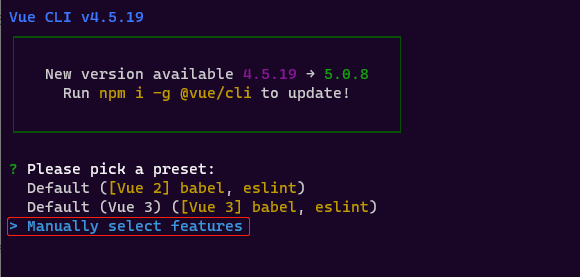 Vue CLI v4.5.19
New version available 4.5.19 → 5.0.8
Run npm i -g @vue/cli to update!
? Please pick a preset:
Default ([Vue 2] babel, eslint)
Default (Vue 3) ([Vue 3] babel, eslint)
> Manually select features